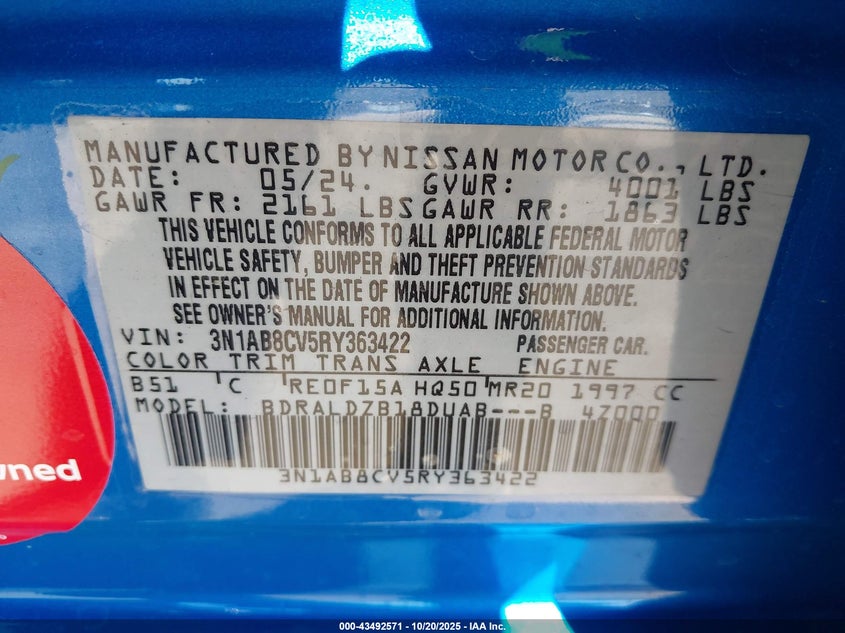 MANUFACTURED BY NISSAN MOTOR CO., LTD.
DATE: 05/24. GVWR: 4001 LBS
GAWR FR: 2161 LBS GAWR RR: 1863 LBS
THIS VEHICLE CONFORMS TO ALL APPLICABLE FEDERAL MOTOR
VEHICLE SAFETY, BUMPER AND THEFT PREVENTION STANDARDS
IN EFFECT ON THE DATE OF MANUFACTURE SHOWN ABOVE.
SEE OWNER'S MANUAL FOR ADDITIONAL INFORMATION.
VIN: 3N1AB8CV5RY363422 PASSENGER CAR.
COLOR TRIM TRANS AXLE ENGINE
B51 C RE0F15A HQ50 MR20 1997 CC
MODEL: BDRALDZB18DUAB---B 4Z000
3N1AB8CV5RY363422
wned
000-43492571 - 10/20/2025 - IAA Inc.